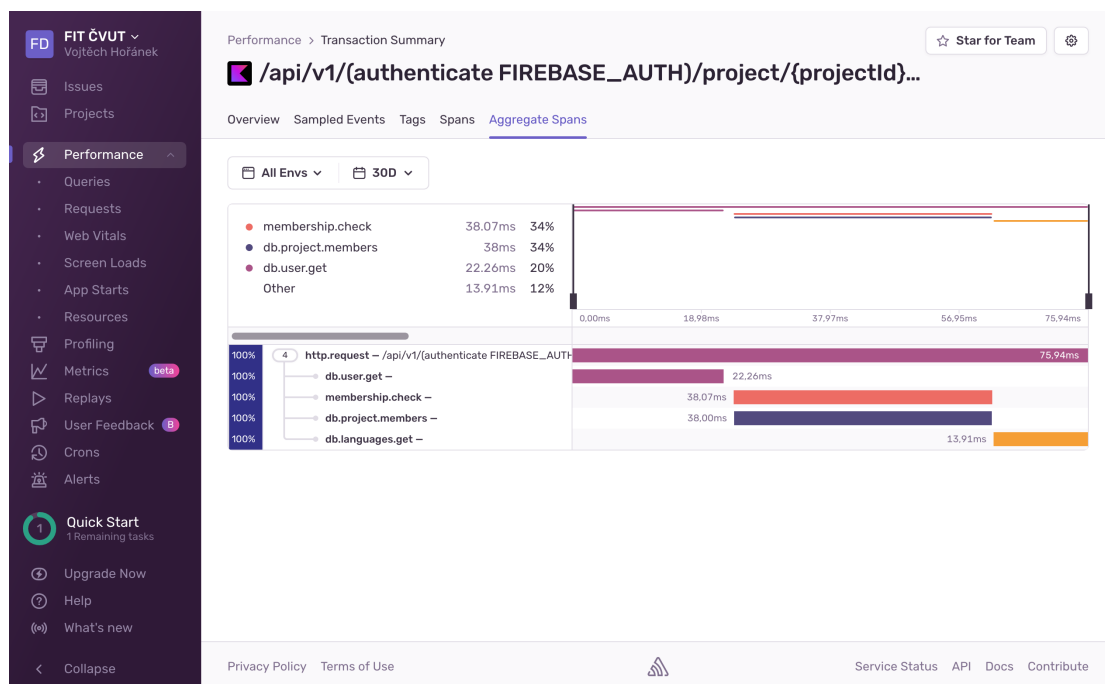 FD
FIT ČVUT
Vojtěch Hořánek
Issues
Projects
Performance
Queries
Requests
Web Vitals
Screen Loads
App Starts
Resources
Profiling
Metrics beta
Replays
User Feedback B
Crons
Alerts
1
Quick Start
1 Remaining tasks
Upgrade Now
Help
What's new
Collapse
Performance > Transaction Summary
Star for Team
/api/v1/(authenticate FIREBASE_AUTH)/project/{projectId}...
Overview Sampled Events Tags Spans Aggregate Spans
All Envs 30D
membership.check 38.07ms 34%
db.project.members 38ms 34%
db.user.get 22.26ms 20%
Other 13.91ms 12%
0,00ms 18,98ms 37,97ms 56,95ms 75,94ms
100% 4 http.request – /api/v1/(authenticate FIREBASE_AUTH 75,94ms
100% db.user.get – 22,26ms
100% membership.check – 38,07ms
100% db.project.members – 38,00ms
100% db.languages.get – 13,91ms
Privacy Policy Terms of Use
Service Status API Docs Contribute